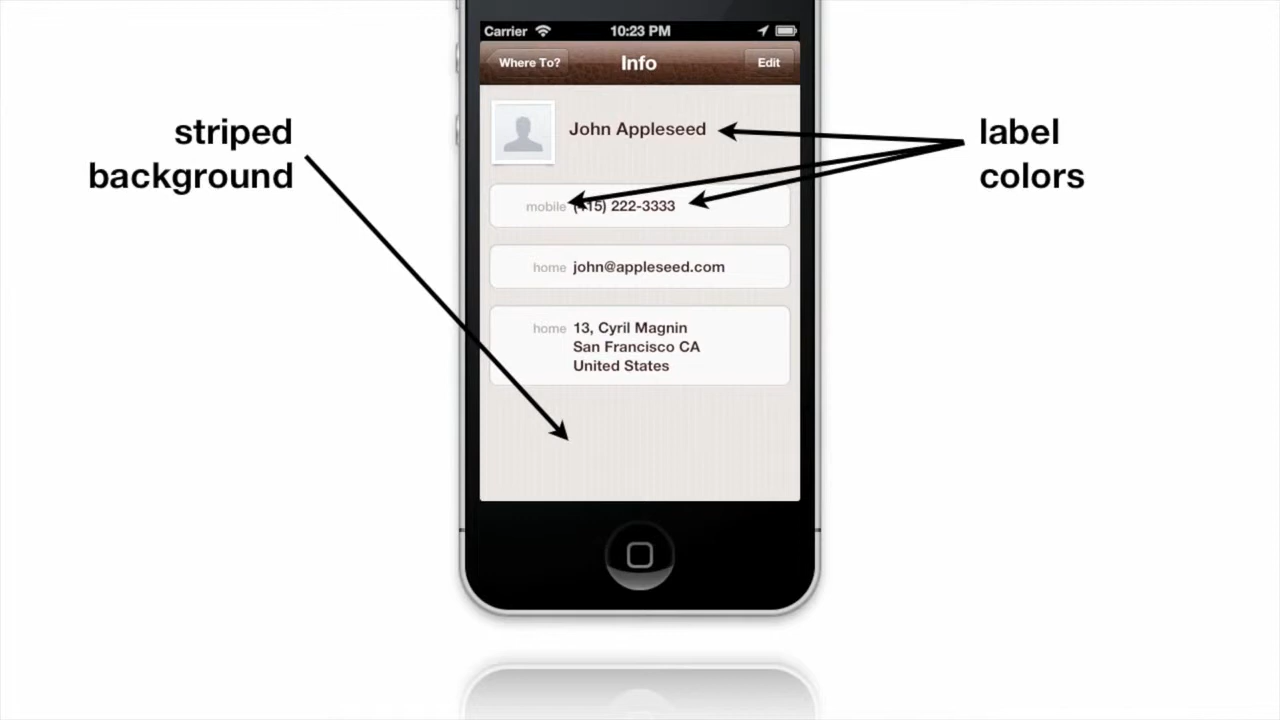 Carrier 10:23 PM
Where To? Info Edit
striped
background
John Appleseed
label
colors
mobile (415) 222-3333
home john@appleseed.com
home 13, Cyril Magnin
San Francisco CA
United States